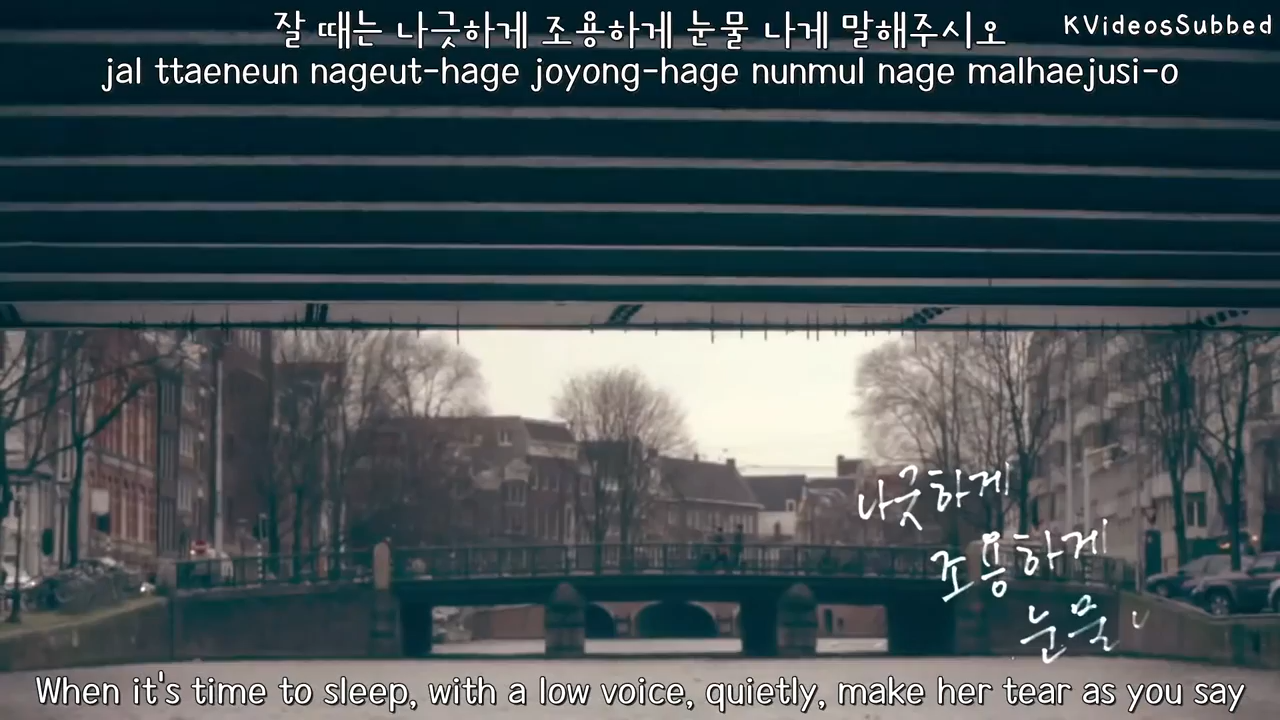 잘 때는 나긋하게 조용하게 눈물 나게 말해주시오
KVideosSubbed
jal ttaeneun nageut-hage joyong-hage nunmul nage malhaejusi-o
나긋하게
조용하게
눈물
When it's time to sleep, with a low voice, quietly, make her tear as you say